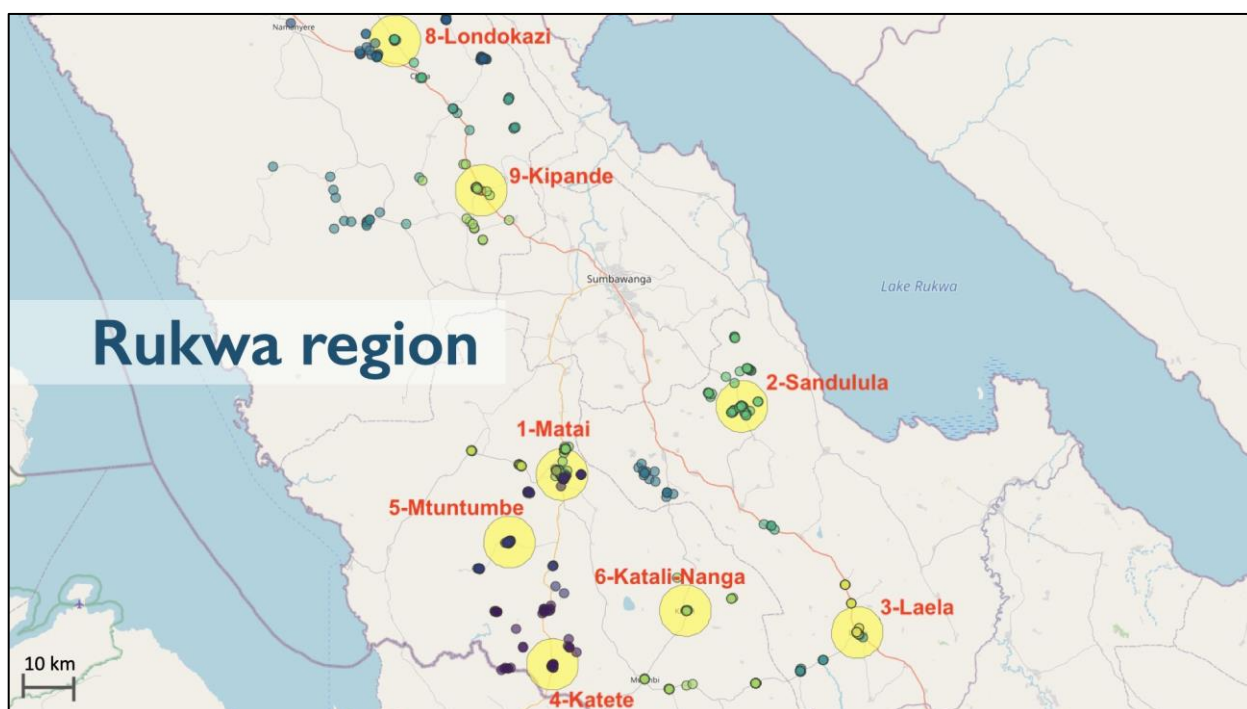 Namanyere
8-Londokazi
9-Kipande
Sumbawanga
Lake Rukwa
Rukwa region
2-Sandulula
1-Matai
5-Mtuntumbe
6-Katali-Nanga
3-Laela
10 km
4-Katete